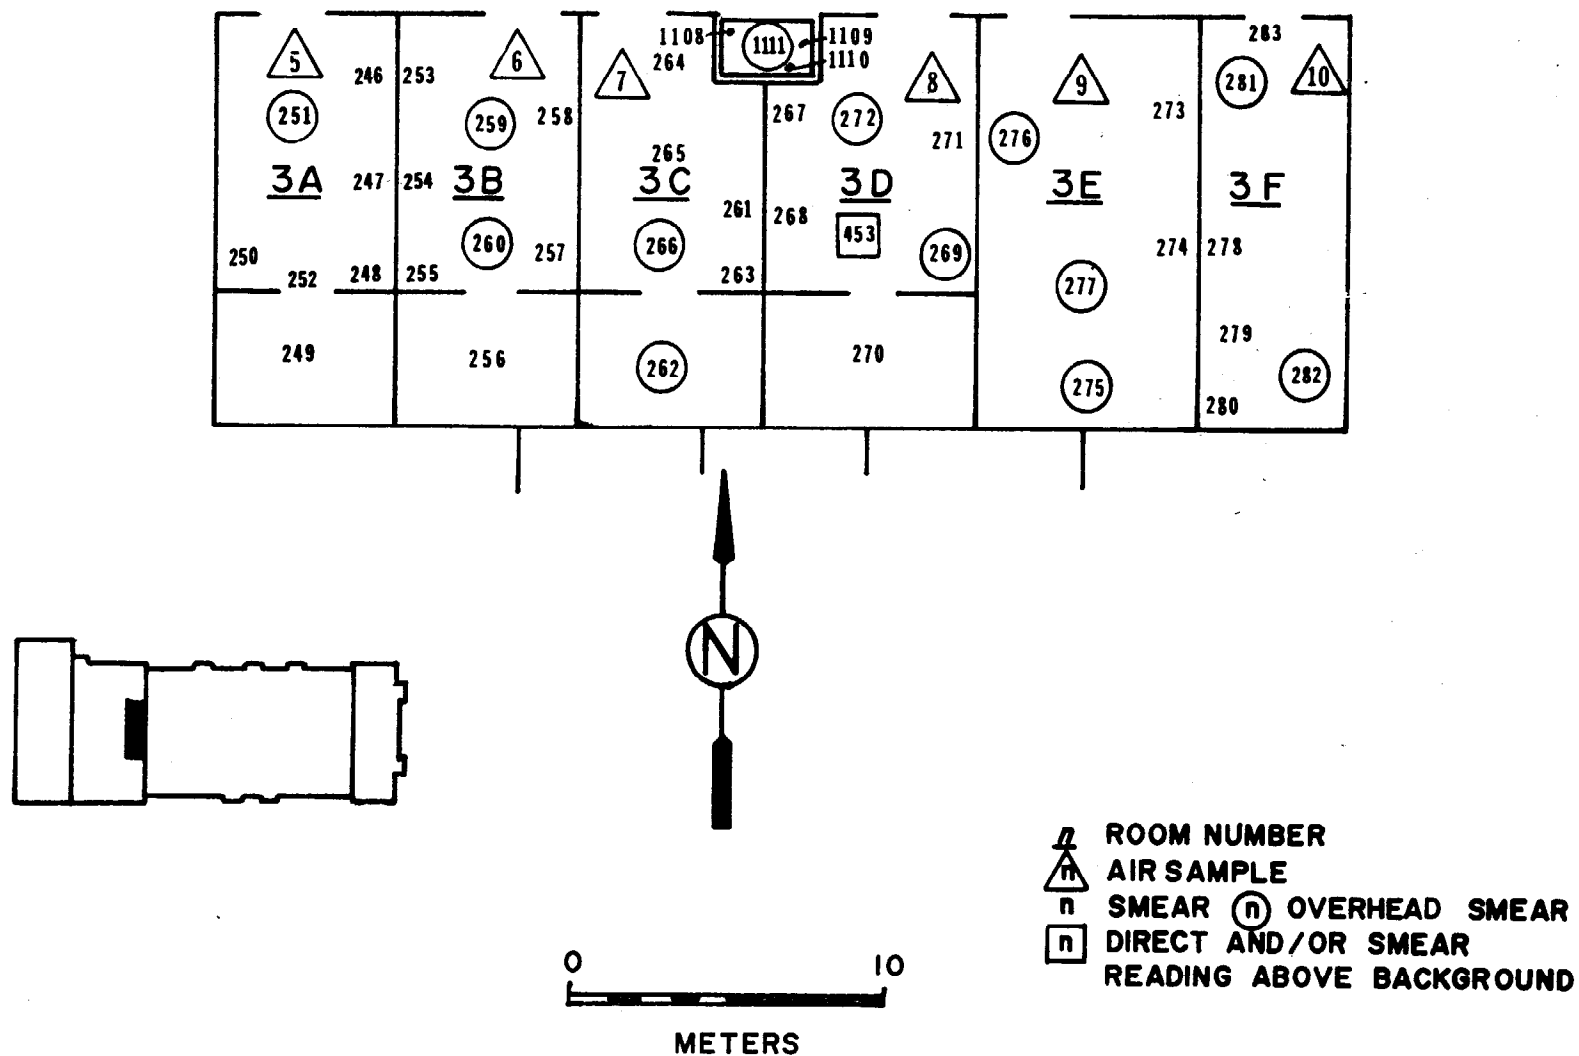 283
1108 1111 1109
5 246 253 6 7 264 1110 8 9 281 10
251 259 258 267 272 271 276 273
265
3A 247 254 3B 3C 3D 3E 3F
261 268
250 252 248 255 260 257 266 263 453 269 274 278
277
249 256 262 270 279
275 280 282
N
n ROOM NUMBER
n AIR SAMPLE
n SMEAR n OVERHEAD SMEAR
n DIRECT AND/OR SMEAR
READING ABOVE BACKGROUND
0 10
METERS